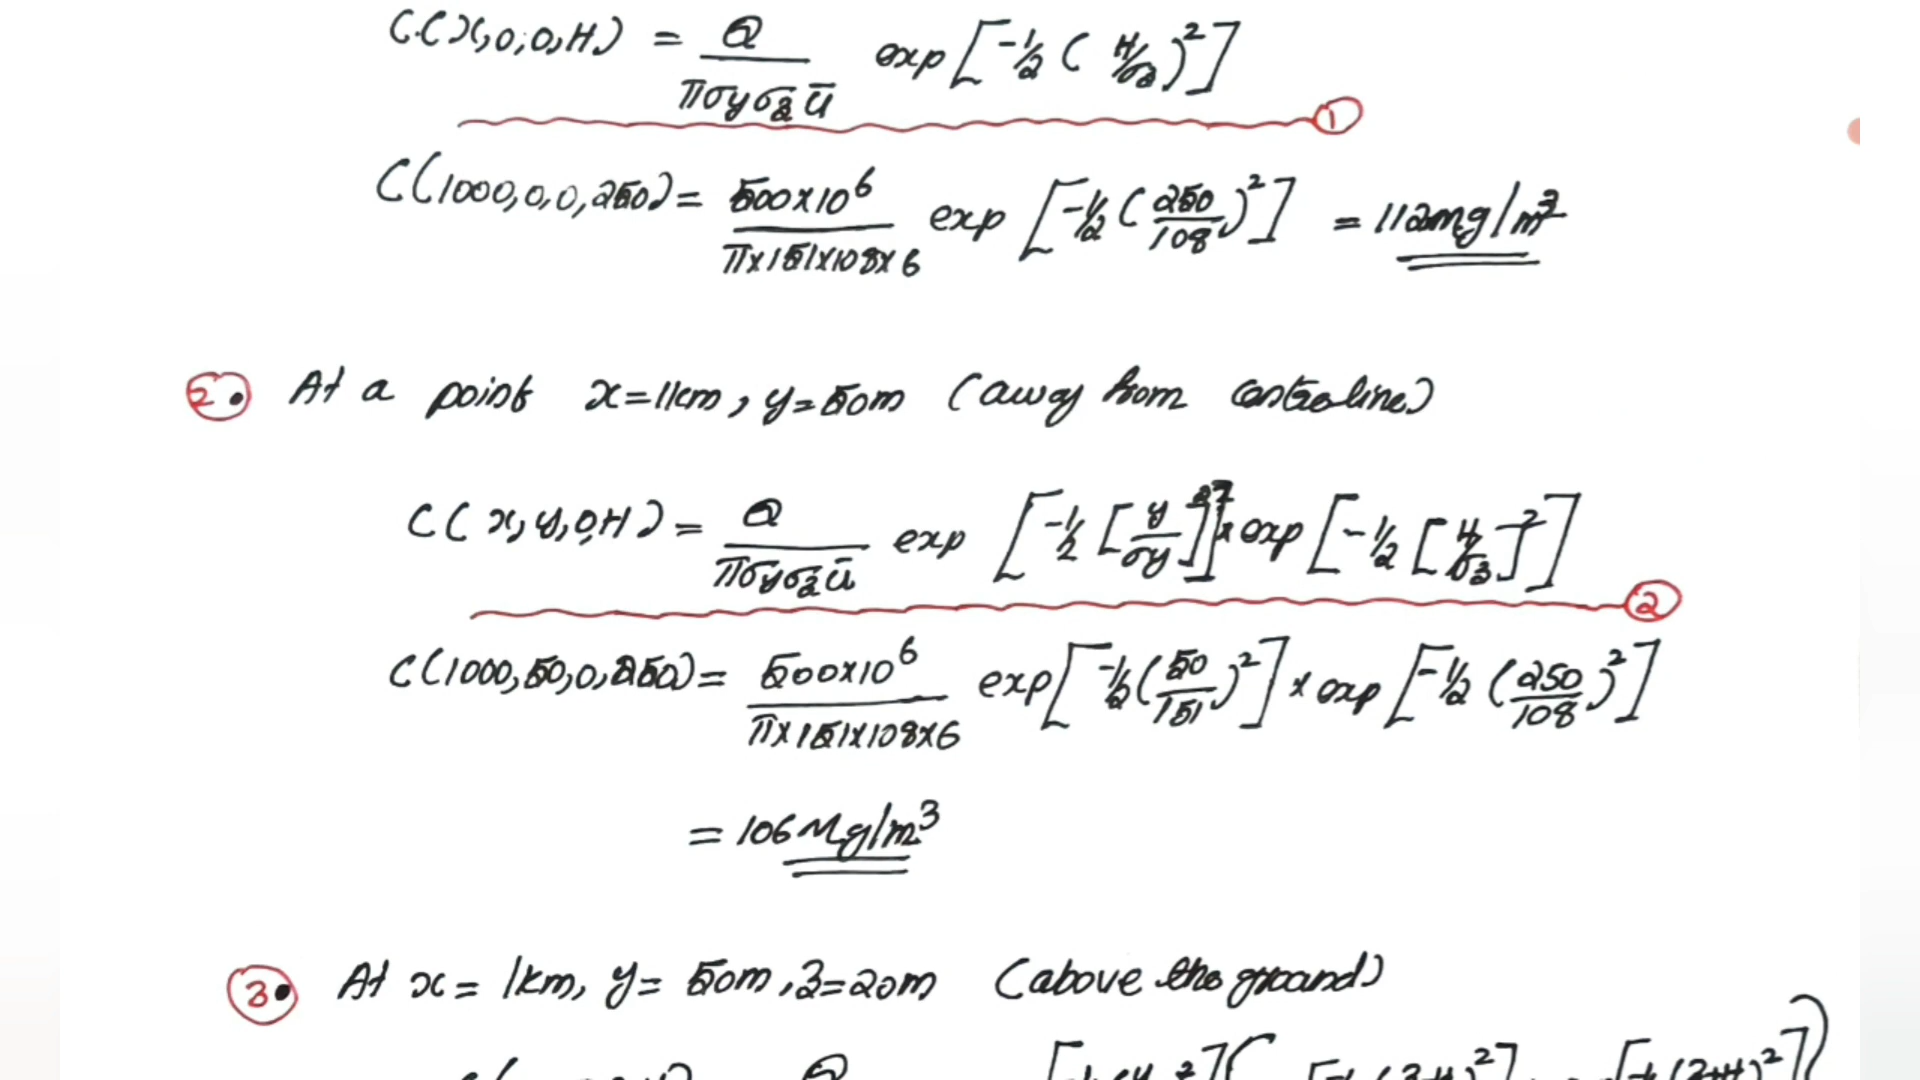 C(x,0,0,H) = Q / πσyσz ū exp[-1/2 (H/σz)²]
①
C(1000,0,0,250) = 500×10⁶ / π×151×108×6 exp[-1/2 (250/108)²] = 112mg/m³
2. At a point x=1km, y=50m (away from centreline)
C(x,y,0,H) = Q / πσyσz ū exp[-1/2 [y/σy]²] × exp[-1/2 [H/σz]²]
②
C(1000,50,0,250) = 500×10⁶ / π×151×108×6 exp[-1/2 (50/151)²] × exp[-1/2 (250/108)²]
= 106 Mg/m³
3. At x= 1km, y= 50m, z=20m (above the ground)